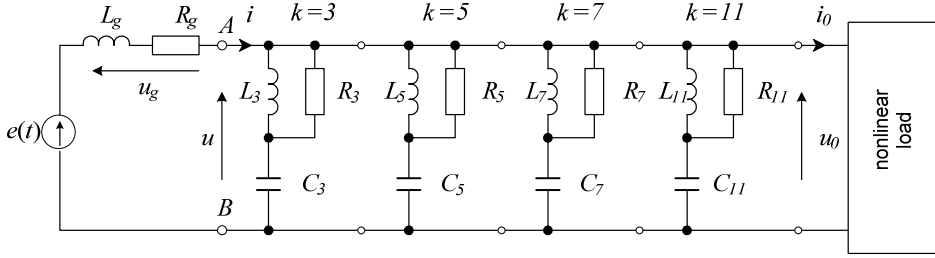 L_g R_g A i k=3 k=5 k=7 k=11 i_0
u_g L_3 R_3 L_5 R_5 L_7 R_7 L_11 R_11
e(t) u u_0 nonlinear load
C_3 C_5 C_7 C_11
B